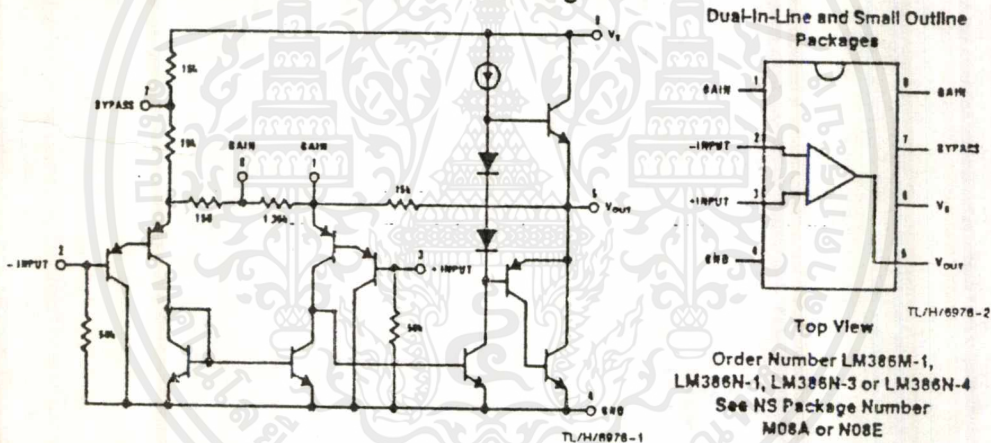 6
Vs
15k
7
BYPASS
15k
GAIN
8
GAIN
1
150
1.35k
15k
5
VOUT
- INPUT
2
3
+ INPUT
50k
50k
4
GND
TL/H/6976-1
Dual-In-Line and Small Outline
Packages
GAIN
1
8
GAIN
-INPUT
2
7
BYPASS
+INPUT
3
6
Vs
GND
4
5
VOUT
TL/H/6976-2
Top View
Order Number LM386M-1,
LM386N-1, LM386N-3 or LM386N-4
See NS Package Number
M08A or N08E